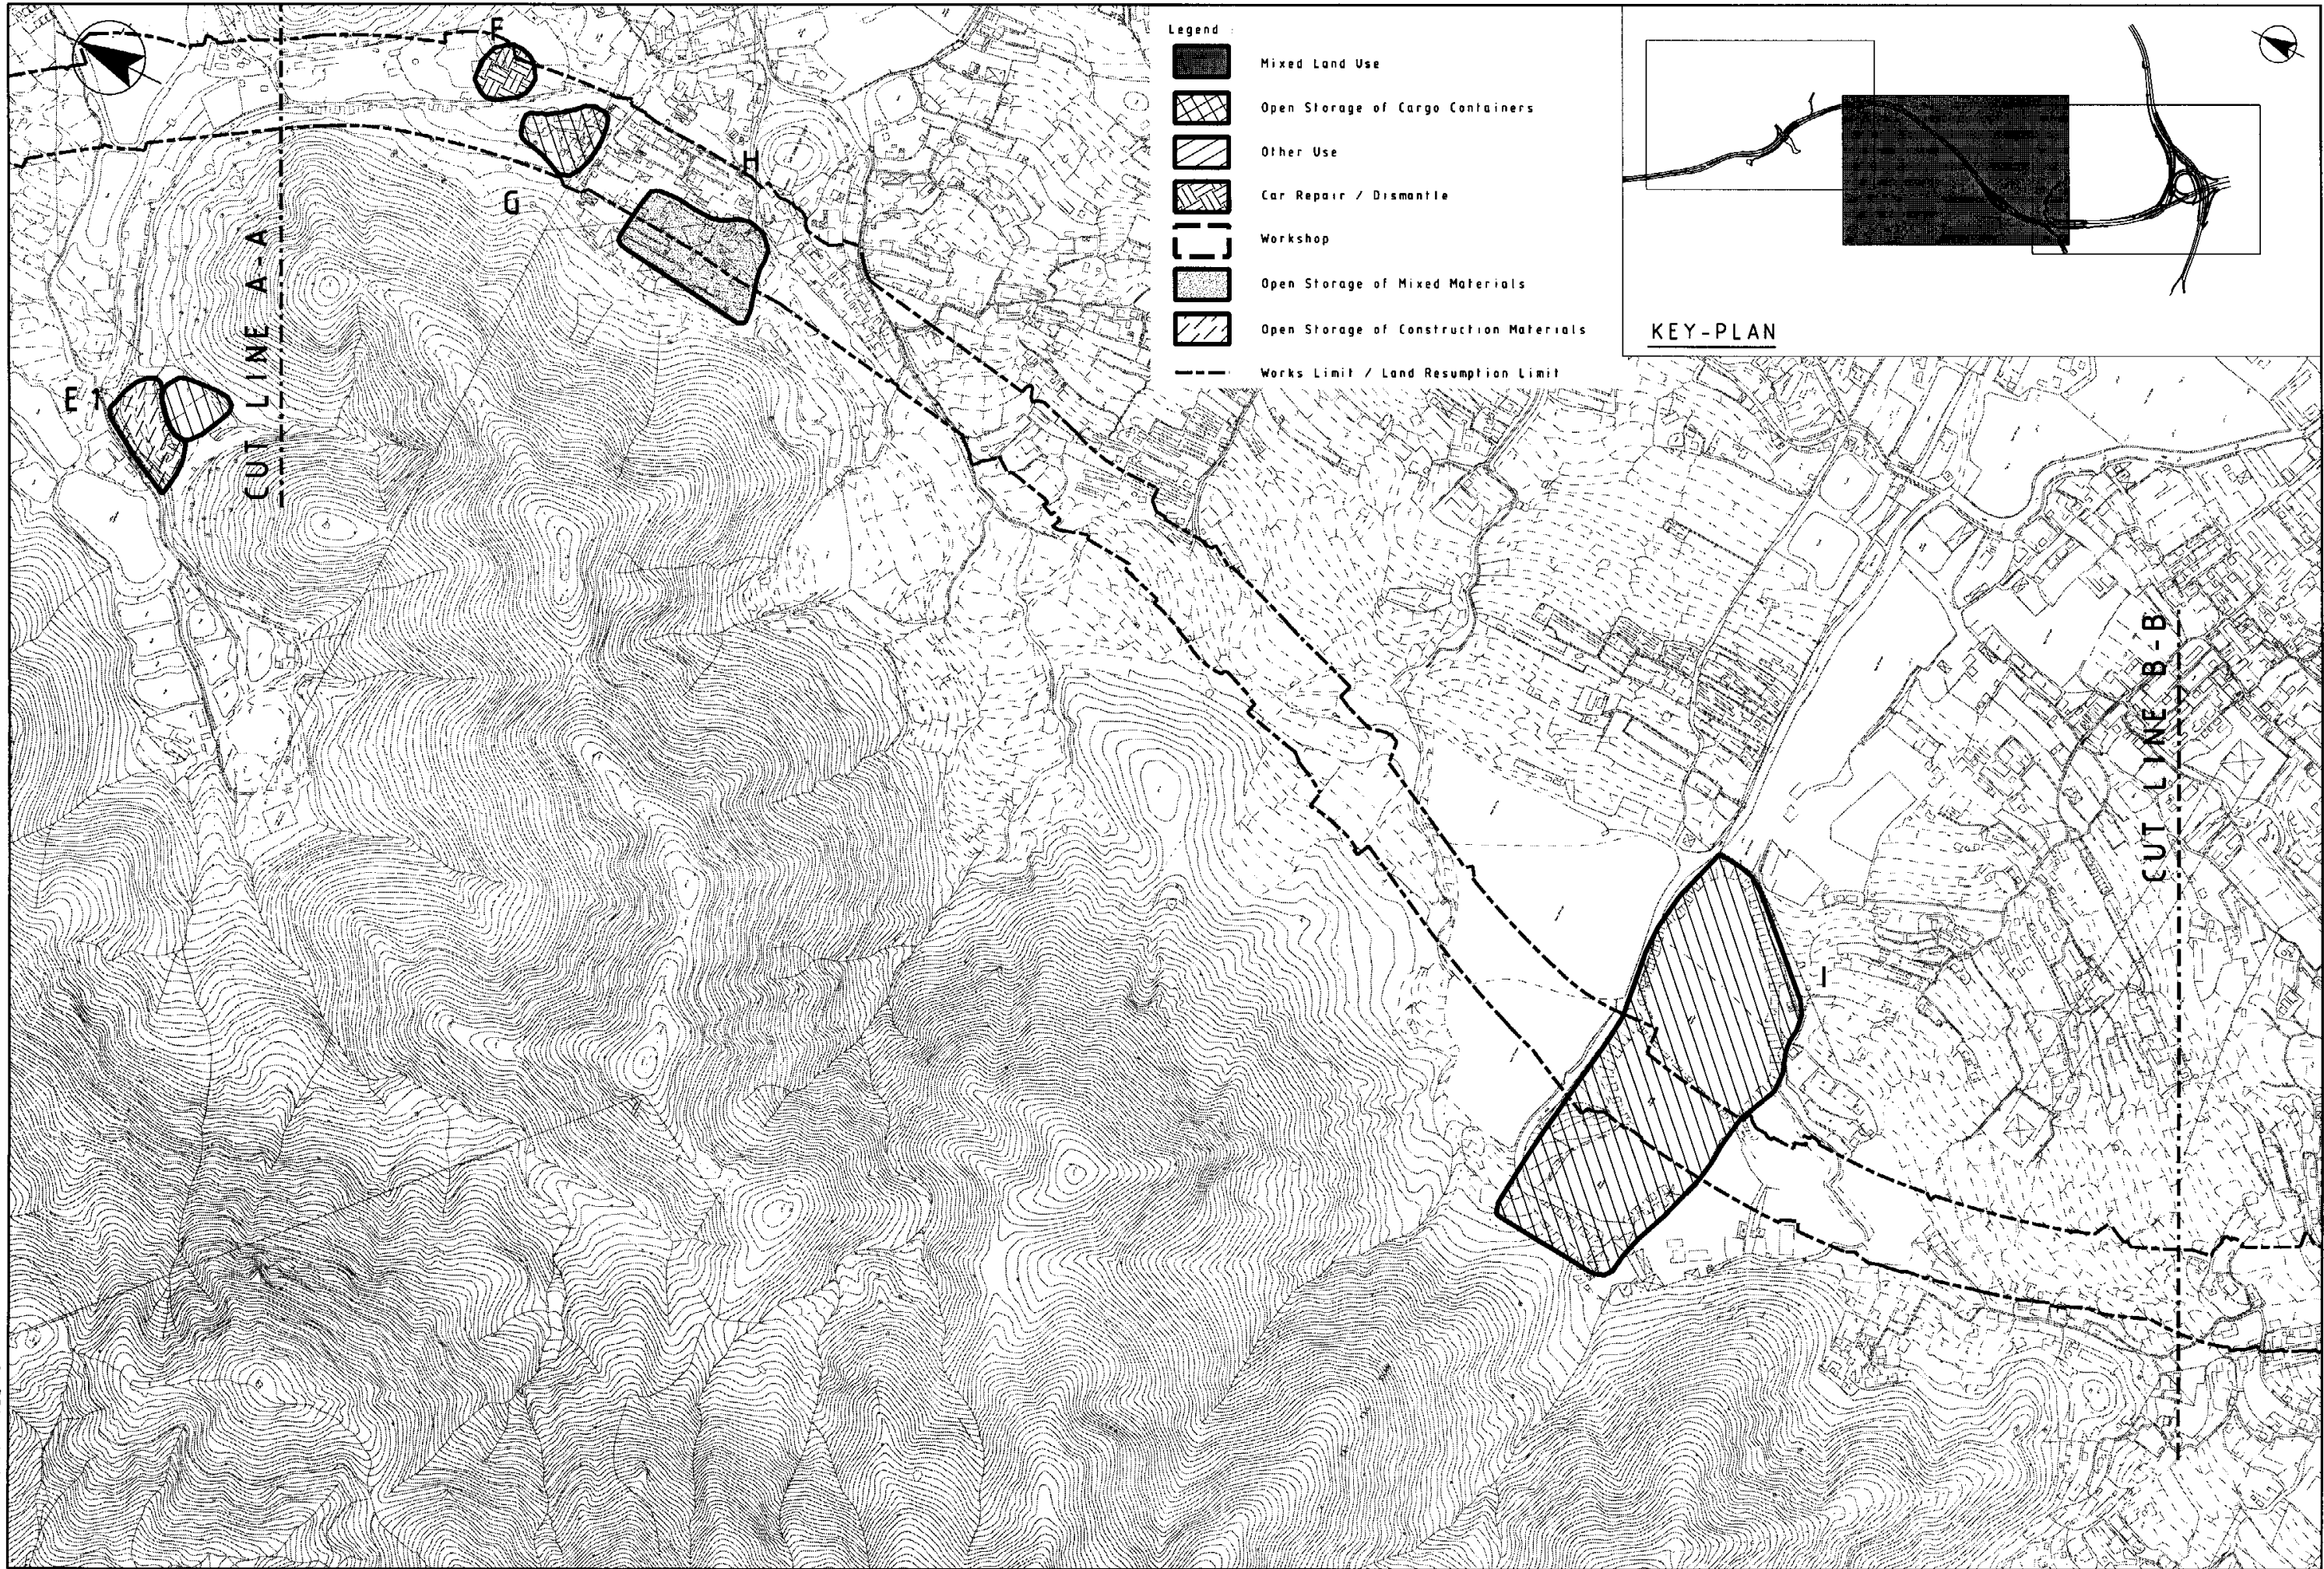 F
Legend :
Mixed Land Use
Open Storage of Cargo Containers
Other Use
Car Repair / Dismantle
Workshop
Open Storage of Mixed Materials
Open Storage of Construction Materials
Works Limit / Land Resumption Limit
KEY-PLAN
H
G
E1
CUT LINE A-A
CUT LINE B-B
I